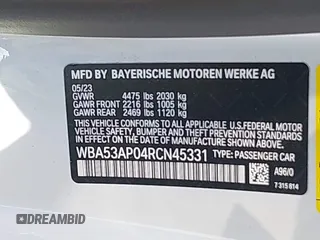 MFD BY BAYERISCHE MOTOREN WERKE AG
05/23
GVWR 4475 lbs 2030 kg
GAWR FRONT 2216 lbs 1005 kg
GAWR REAR 2469 lbs 1120 kg
THIS VEHICLE CONFORMS TO ALL APPLICABLE U.S. FEDERAL
MOTOR VEHICLE SAFETY, BUMPER, AND THEFT PREVENTION STANDARDS
IN EFFECT ON THE DATE OF MANUFACTURE SHOWN ABOVE.
WBA53AP04RCN45331 TYPE: PASSENGER CAR
A96/0
7 315 614
DREAMBID